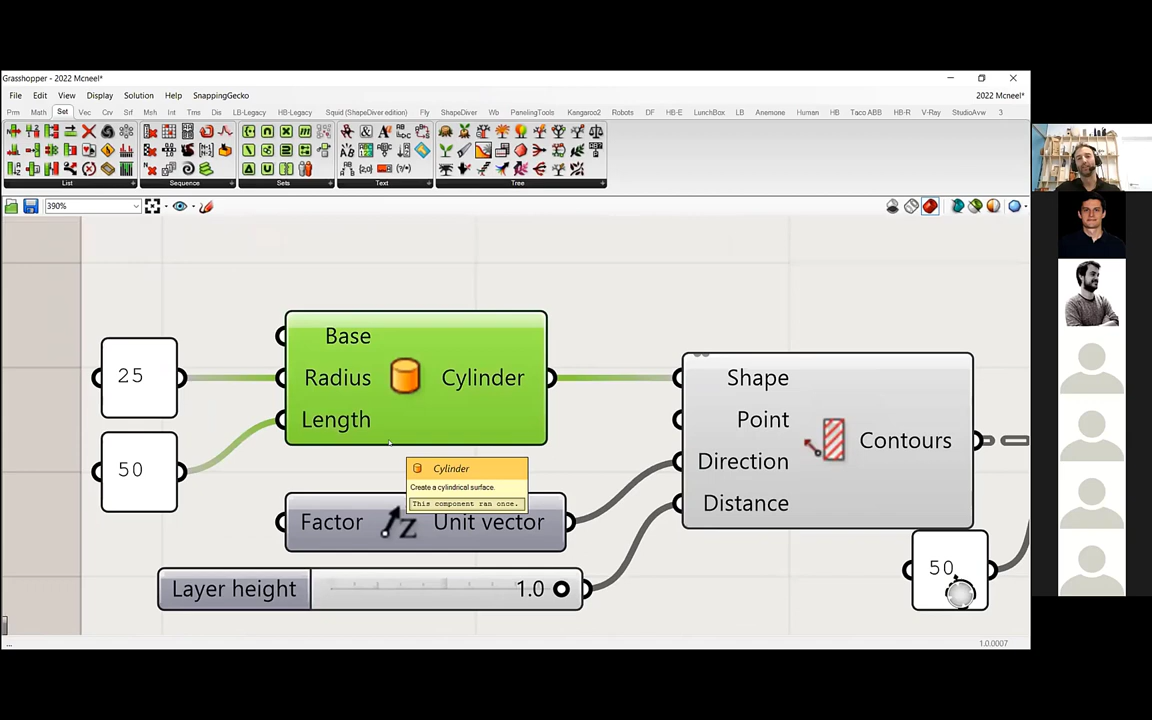 Grasshopper - 2022 Mcneel*
File Edit View Display Solution Help SnappingGecko
2022 Mcneel*
Prm Math Set Vec Crv Srf Msh Int Trns Dis LB-Legacy HB-Legacy Squid (ShapeDiver edition) Fly ShapeDiver Wb PanelingTools Kangaroo2 Robots DF HB-E LunchBox LB Anemone Human HB Taco ABB HB-R V-Ray StudioAvw 3
List Sequence Sets Text Tree
390%
Base
25
Radius
Cylinder
Length
50
Shape
Point
Direction
Distance
Contours
Cylinder
Create a cylindrical surface.
This component ran once.
Factor
Z
Unit vector
Layer height
1.0
50
...
1.0.0007